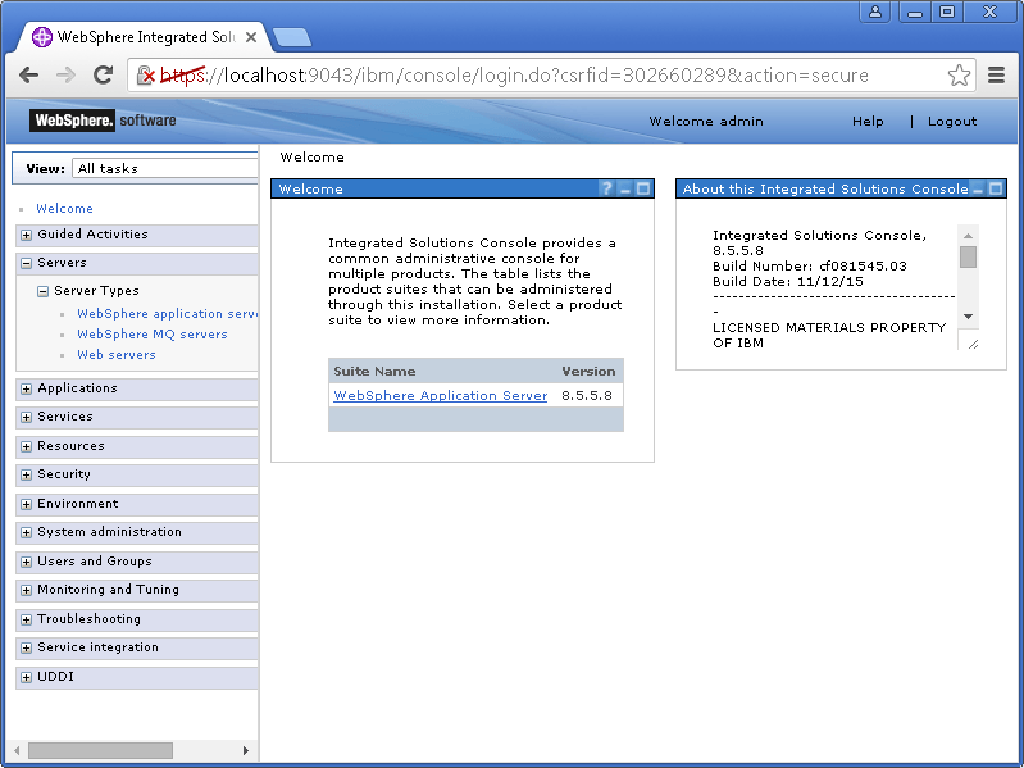 WebSphere Integrated Solu
https://localhost:9043/ibm/console/login.do?csrfid=302660289&action=secure
WebSphere. software
Welcome admin
Help | Logout
View: All tasks
Welcome
Guided Activities
Servers
Server Types
WebSphere application serve
WebSphere MQ servers
Web servers
Applications
Services
Resources
Security
Environment
System administration
Users and Groups
Monitoring and Tuning
Troubleshooting
Service integration
UDDI
Welcome
Welcome
Integrated Solutions Console provides a
common administrative console for
multiple products. The table lists the
product suites that can be administered
through this installation. Select a product
suite to view more information.
Suite Name Version
WebSphere Application Server 8.5.5.8
About this Integrated Solutions Console
Integrated Solutions Console,
8.5.5.8
Build Number: cf081545.03
Build Date: 11/12/15
----------------------------------
-
LICENSED MATERIALS PROPERTY
OF IBM